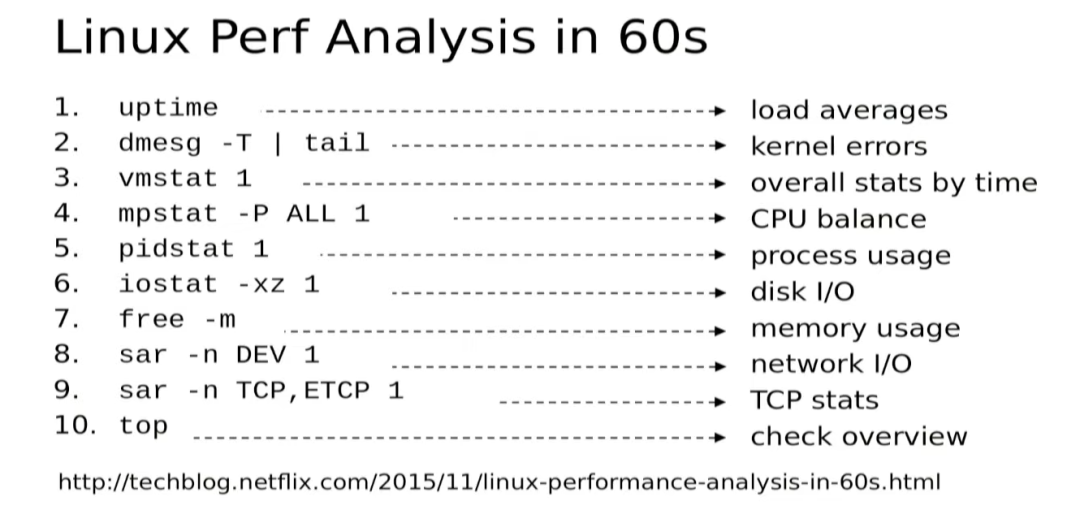 Linux Perf Analysis in 60s
1. uptime load averages
2. dmesg -T | tail kernel errors
3. vmstat 1 overall stats by time
4. mpstat -P ALL 1 CPU balance
5. pidstat 1 process usage
6. iostat -xz 1 disk I/O
7. free -m memory usage
8. sar -n DEV 1 network I/O
9. sar -n TCP,ETCP 1 TCP stats
10. top check overview
http://techblog.netflix.com/2015/11/linux-performance-analysis-in-60s.html